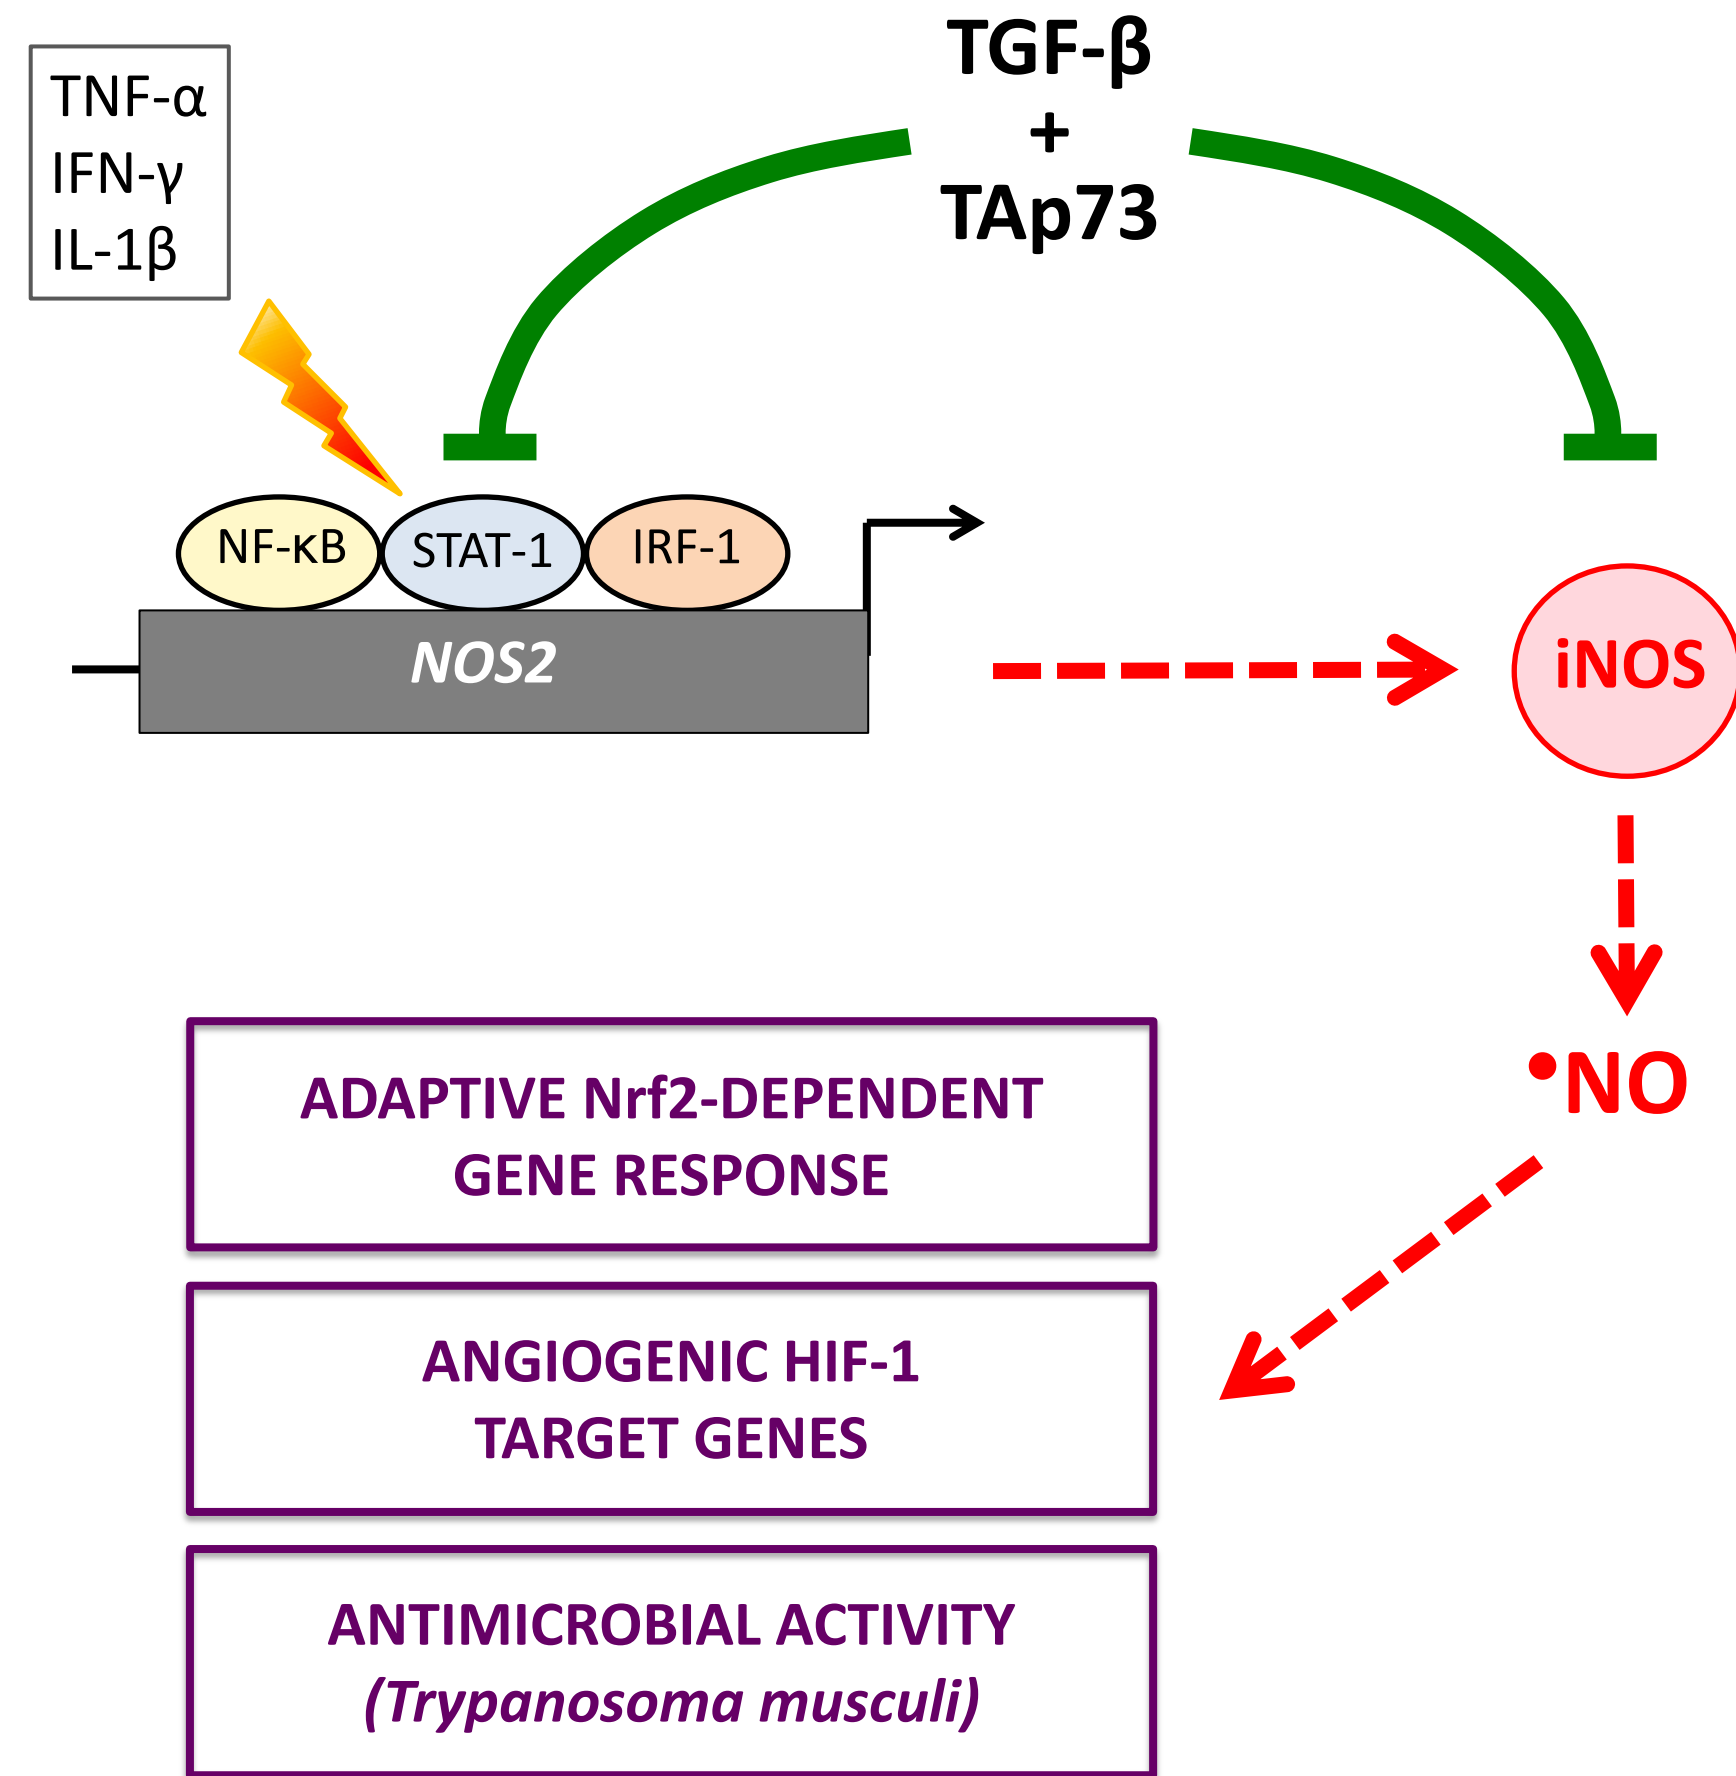 TNF-α
IFN-γ
IL-1β
TGF-β
+
TAp73
NF-κB
STAT-1
IRF-1
NOS2
iNOS
•NO
ADAPTIVE Nrf2-DEPENDENT
GENE RESPONSE
ANGIOGENIC HIF-1
TARGET GENES
ANTIMICROBIAL ACTIVITY
(Trypanosoma musculi)